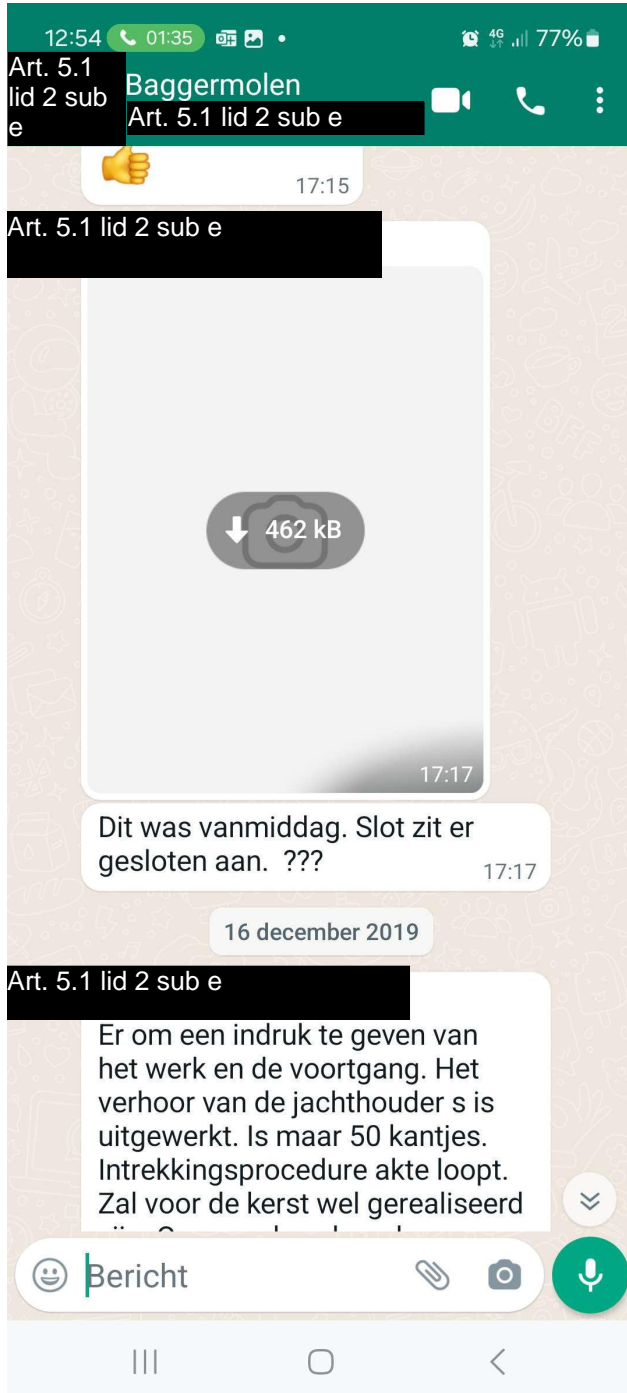 12:54 01:35 4G 77%
Art. 5.1
lid 2 sub
e
Baggermolen
Art. 5.1 lid 2 sub e
17:15
Art. 5.1 lid 2 sub e
462 kB
17:17
Dit was vanmiddag. Slot zit er
gesloten aan. ???
17:17
16 december 2019
Art. 5.1 lid 2 sub e
Er om een indruk te geven van
het werk en de voortgang. Het
verhoor van de jachthouder s is
uitgewerkt. Is maar 50 kantjes.
Intrekkingsprocedure akte loopt.
Zal voor de kerst wel gerealiseerd
Bericht